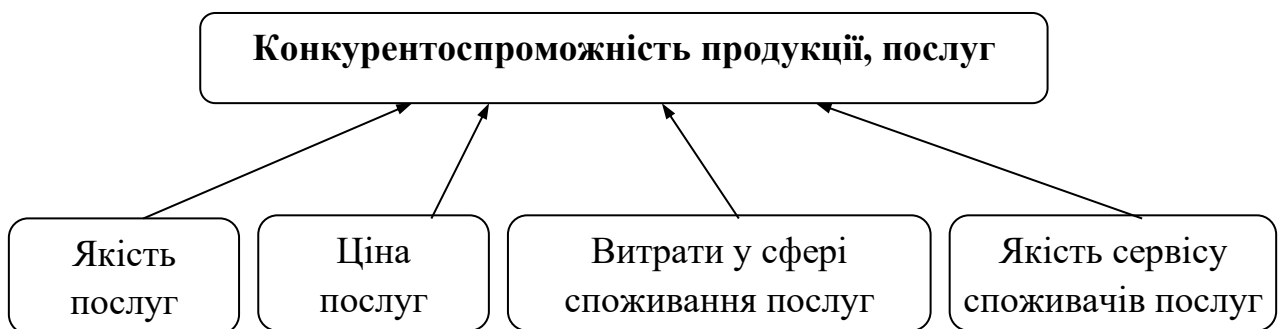 Конкурентоспроможність продукції, послуг
Якість
послуг
Ціна
послуг
Витрати у сфері
споживання послуг
Якість сервісу
споживачів послуг